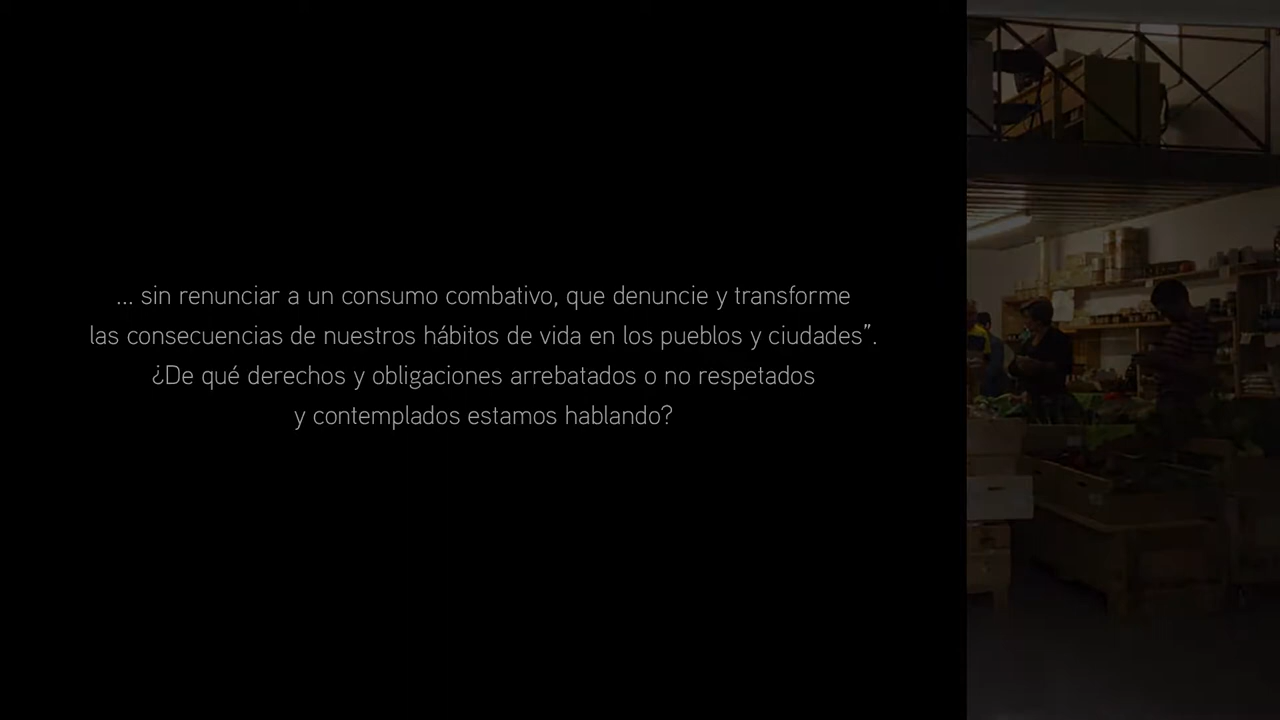 ... sin renunciar a un consumo combativo, que denuncie y transforme
las consecuencias de nuestros hábitos de vida en los pueblos y ciudades”.
¿De qué derechos y obligaciones arrebatados o no respetados
y contemplados estamos hablando?